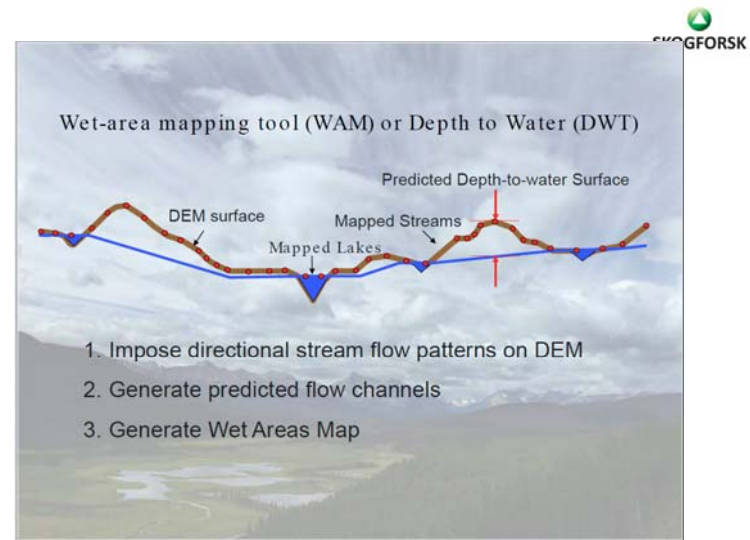 SKOGFORSK
Wet-area mapping tool (WAM) or Depth to Water (DWT)
Predicted Depth-to-water Surface
DEM surface
Mapped Streams
Mapped Lakes
1. Impose directional stream flow patterns on DEM
2. Generate predicted flow channels
3. Generate Wet Areas Map